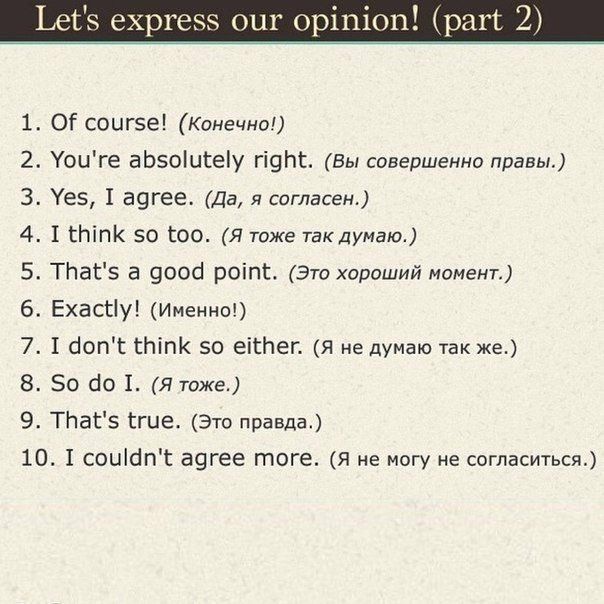 Let's express our opinion! (part 2)
1. Of course! (Конечно!)
2. You're absolutely right. (Вы совершенно правы.)
3. Yes, I agree. (Да, я согласен.)
4. I think so too. (Я тоже так думаю.)
5. That's a good point. (Это хороший момент.)
6. Exactly! (Именно!)
7. I don't think so either. (Я не думаю так же.)
8. So do I. (Я тоже.)
9. That's true. (Это правда.)
10. I couldn't agree more. (Я не могу не согласиться.)